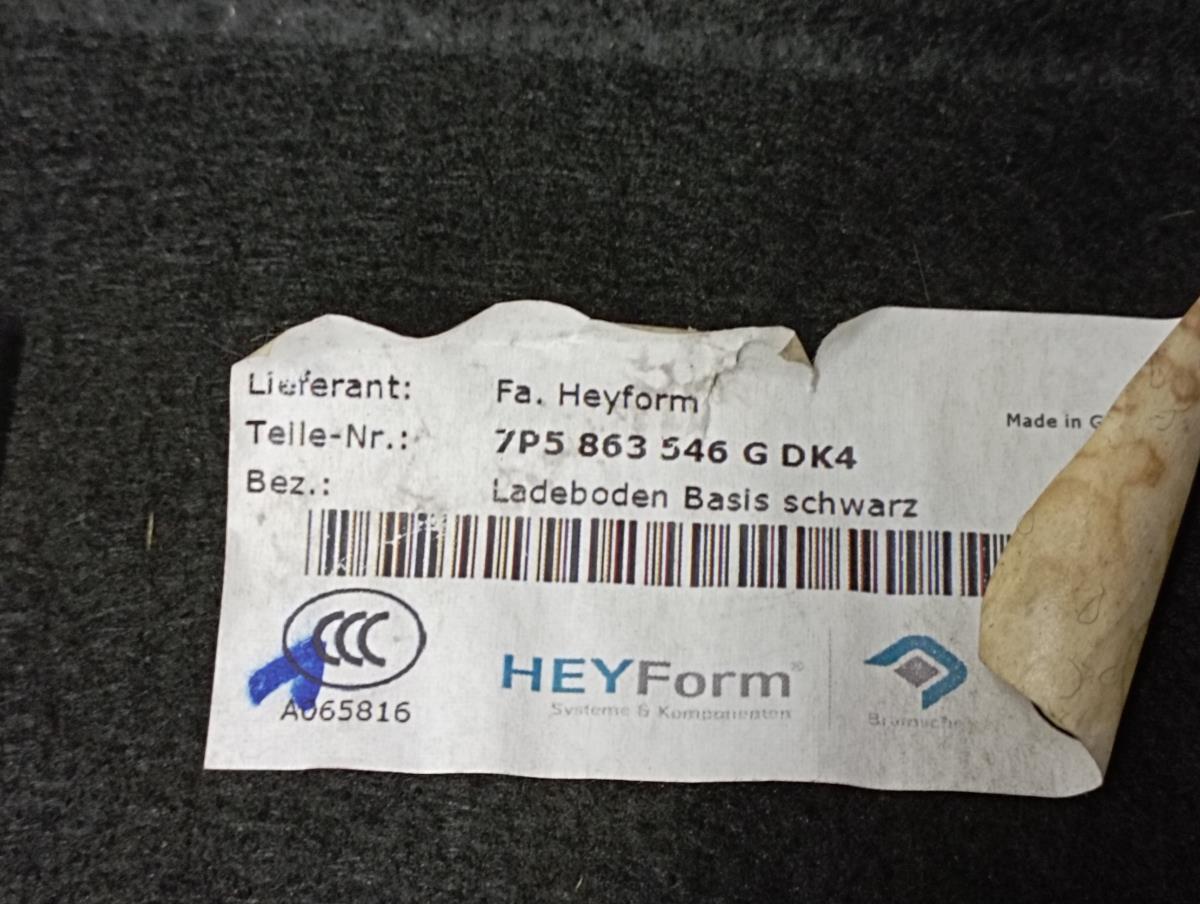 Lieferant: Fa. Heyform
Made in
Teile-Nr.: 7P5 863 546 G DK4
Bez.: Ladeboden Basis schwarz
CCC
A065816
HEYForm®
Systeme & Komponenten